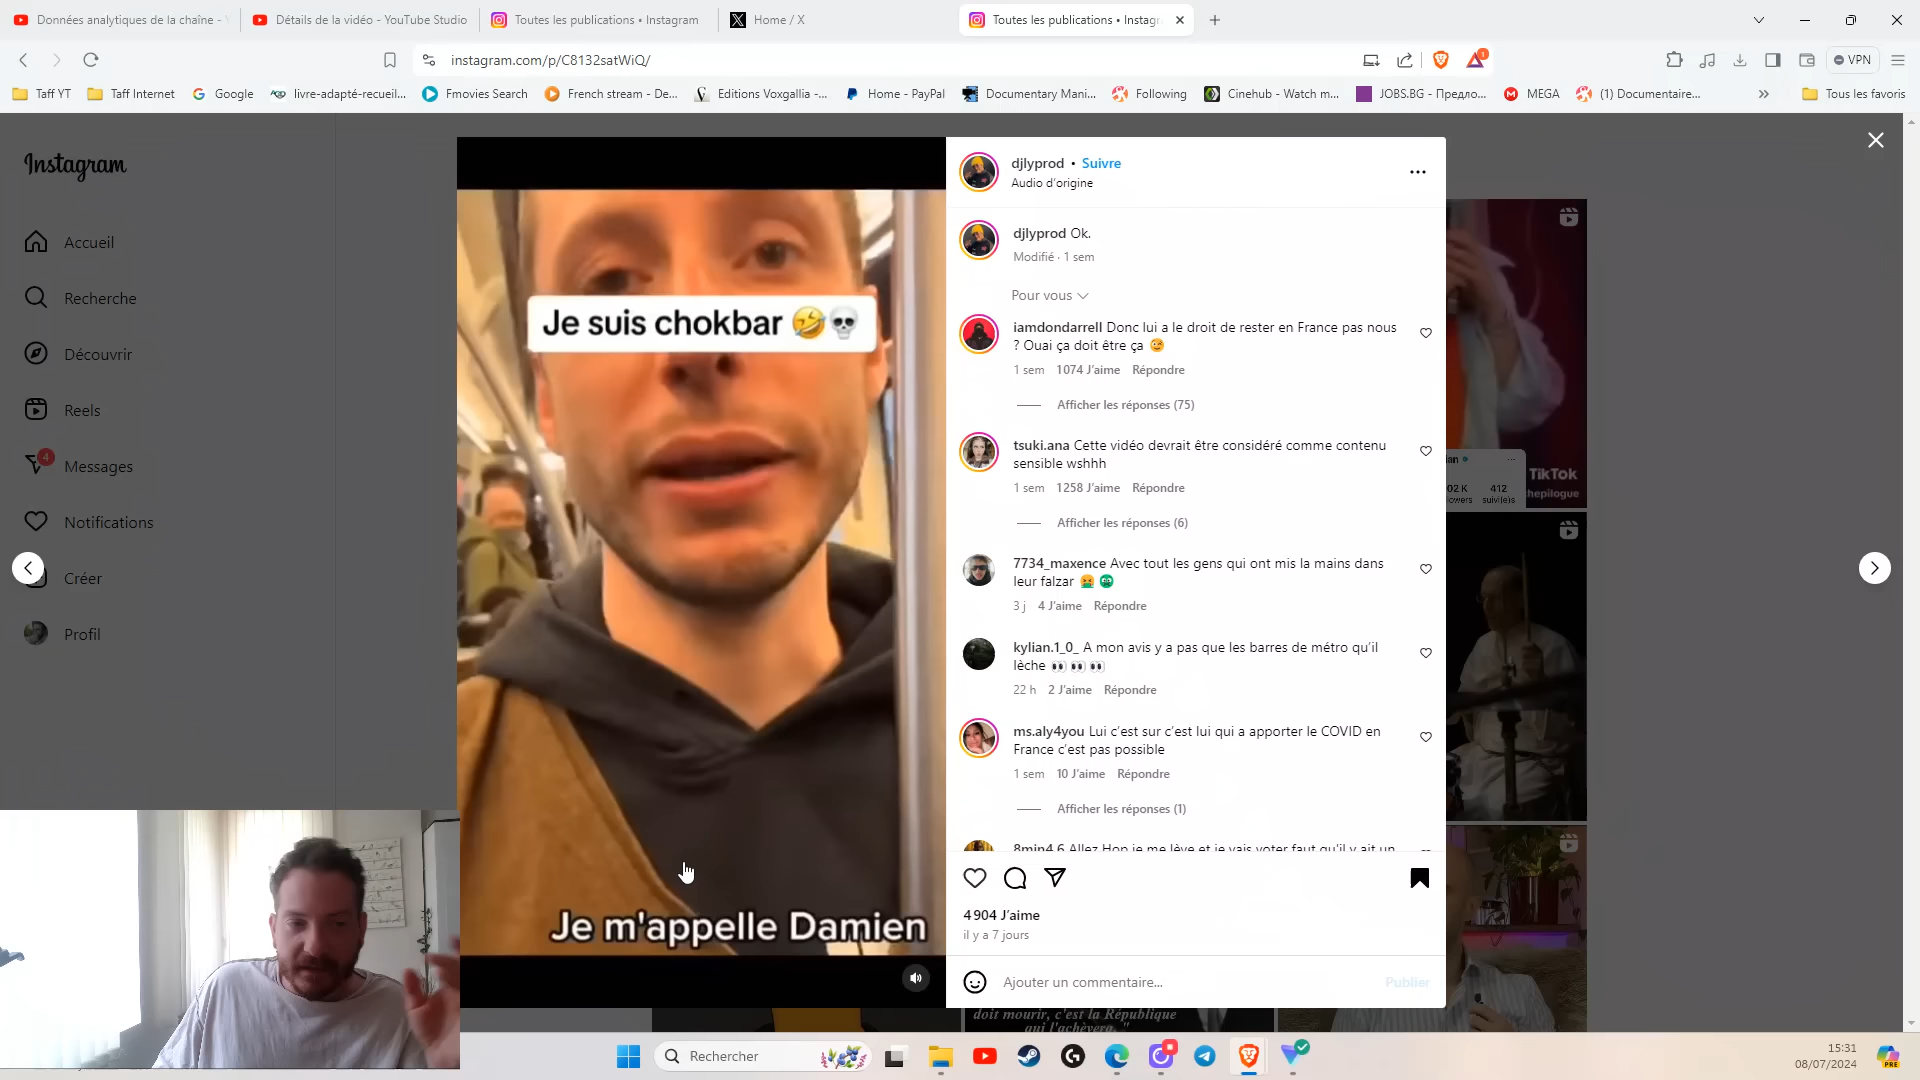 Données analytiques de la chaîne - Y
Détails de la vidéo - YouTube Studio
Toutes les publications • Instagram
Home / X
Toutes les publications • Instagr
instagram.com/p/C8132satWiQ/
1
VPN
Taff YT
Taff Internet
Google
livre-adapté-recueil...
Fmovies Search
French stream - De...
Editions Voxgallia -...
Home - PayPal
Documentary Mani...
Following
Cinehub - Watch m...
JOBS.BG - Предло...
MEGA
(1) Documentaire...
Tous les favoris
Instagram
Accueil
Recherche
Découvrir
Reels
4
Messages
Notifications
Créer
Profil
Je suis chokbar 🤣💀
Je m'appelle Damien
djlyprod • Suivre
Audio d'origine
djlyprod Ok.
Modifié · 1 sem
Pour vous
iamdondarrell Donc lui a le droit de rester en France pas nous
? Ouai ça doit être ça 😉
1 sem 1074 J'aime Répondre
Afficher les réponses (75)
tsuki.ana Cette vidéo devrait être considéré comme contenu
sensible wshhh
1 sem 1258 J'aime Répondre
Afficher les réponses (6)
7734_maxence Avec tout les gens qui ont mis la mains dans
leur falzar 🤮 🤢
3 j 4 J'aime Répondre
kylian.1_0_ A mon avis y a pas que les barres de métro qu'il
lèche 👀 👀 👀
22 h 2 J'aime Répondre
ms.aly4you Lui c'est sur c'est lui qui a apporter le COVID en
France c'est pas possible
1 sem 10 J'aime Répondre
Afficher les réponses (1)
8min4.6 Allez Hop je me lève et je vais voter faut qu'il y ait un
4 904 J'aime
il y a 7 jours
Ajouter un commentaire...
Publier
412
TikTok
doit mourir, c'est la République
qui l'achèvera. "
Rechercher
PRE
15:31
08/07/2024